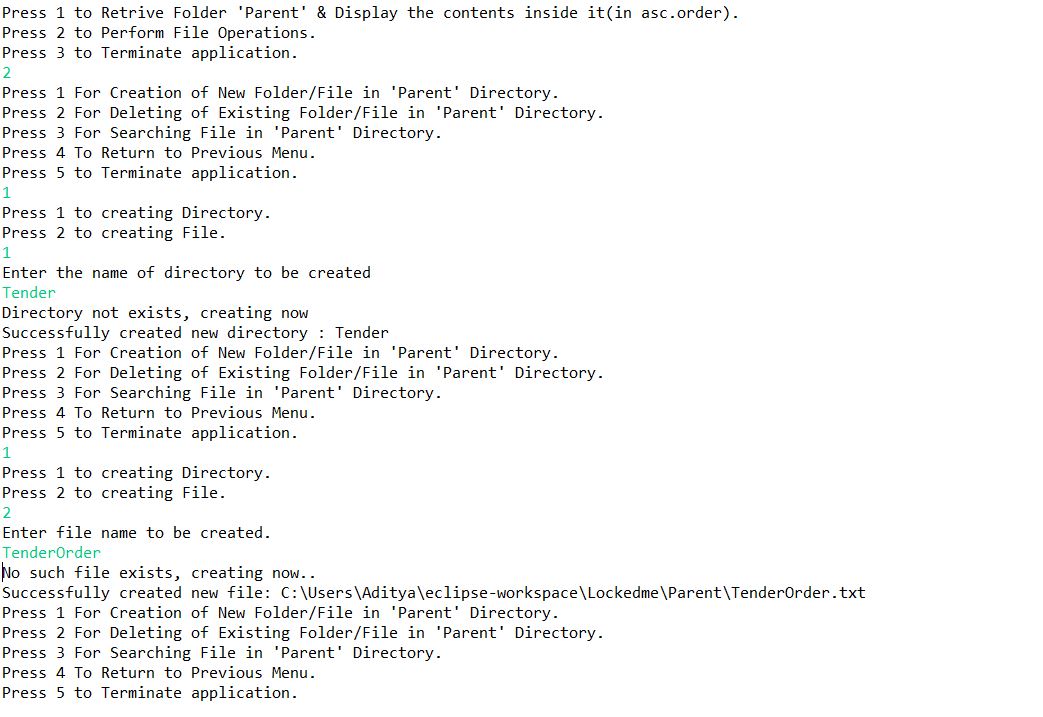 Press 1 to Retrive Folder 'Parent' & Display the contents inside it(in asc.order).
Press 2 to Perform File Operations.
Press 3 to Terminate application.
2
Press 1 For Creation of New Folder/File in 'Parent' Directory.
Press 2 For Deleting of Existing Folder/File in 'Parent' Directory.
Press 3 For Searching File in 'Parent' Directory.
Press 4 To Return to Previous Menu.
Press 5 to Terminate application.
1
Press 1 to creating Directory.
Press 2 to creating File.
1
Enter the name of directory to be created
Tender
Directory not exists, creating now
Successfully created new directory : Tender
Press 1 For Creation of New Folder/File in 'Parent' Directory.
Press 2 For Deleting of Existing Folder/File in 'Parent' Directory.
Press 3 For Searching File in 'Parent' Directory.
Press 4 To Return to Previous Menu.
Press 5 to Terminate application.
1
Press 1 to creating Directory.
Press 2 to creating File.
2
Enter file name to be created.
TenderOrder
No such file exists, creating now..
Successfully created new file: C:\Users\Aditya\eclipse-workspace\Lockedme\Parent\TenderOrder.txt
Press 1 For Creation of New Folder/File in 'Parent' Directory.
Press 2 For Deleting of Existing Folder/File in 'Parent' Directory.
Press 3 For Searching File in 'Parent' Directory.
Press 4 To Return to Previous Menu.
Press 5 to Terminate application.